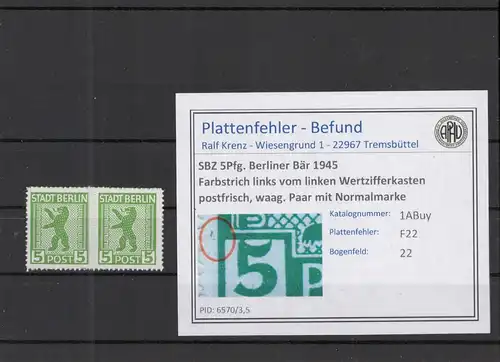 Plattenfehler - Befund
Ralf Krenz - Wiesengrund 1 - 22967 Tremsbüttel
SBZ 5Pfg. Berliner Bär 1945
Farbstrich links vom linken Wertzifferkasten
postfrisch, waag. Paar mit Normalmarke
Katalognummer: 1ABuy
Plattenfehler: F22
Bogenfeld: 22
5P
PID: 6570/3,5
STADT BERLIN STADT BERLIN
5 POST 5 5 POST 5